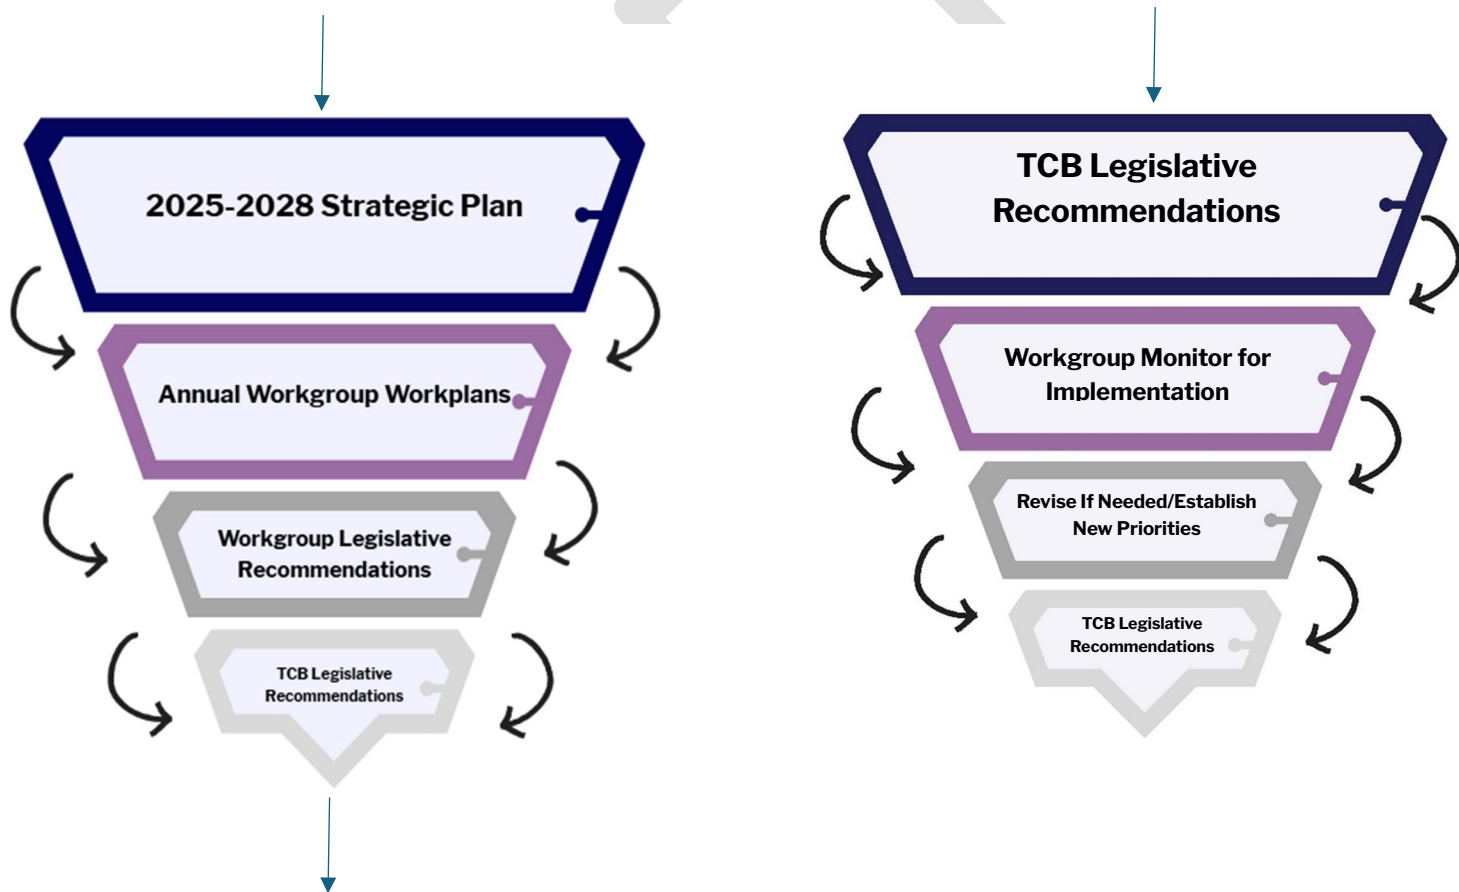 2025-2028 Strategic Plan
Annual Workgroup Workplans
Workgroup Legislative
Recommendations
TCB Legislative
Recommendations
TCB Legislative
Recommendations
Workgroup Monitor for
Implementation
Revise If Needed/Establish
New Priorities
TCB Legislative
Recommendations